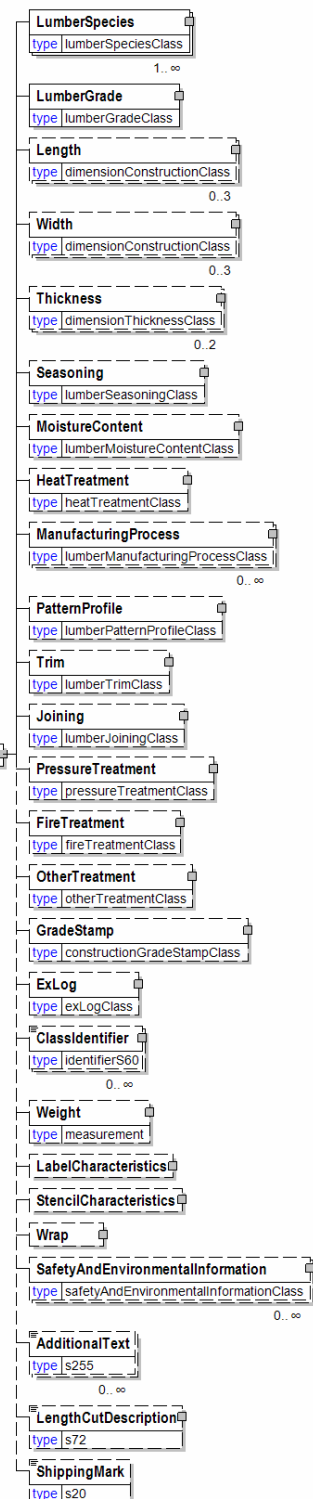 LumberSpecies
type lumberSpeciesClass
1.. ∞
LumberGrade
type lumberGradeClass
Length
type dimensionConstructionClass
0..3
Width
type dimensionConstructionClass
0..3
Thickness
type dimensionThicknessClass
0..2
Seasoning
type lumberSeasoningClass
MoistureContent
type lumberMoistureContentClass
HeatTreatment
type heatTreatmentClass
ManufacturingProcess
type lumberManufacturingProcessClass
0.. ∞
PatternProfile
type lumberPatternProfileClass
Trim
type lumberTrimClass
Joining
type lumberJoiningClass
PressureTreatment
type pressureTreatmentClass
FireTreatment
type fireTreatmentClass
OtherTreatment
type otherTreatmentClass
GradeStamp
type constructionGradeStampClass
ExLog
type exLogClass
ClassIdentifier
type identifierS60
0.. ∞
Weight
type measurement
LabelCharacteristics
StencilCharacteristics
Wrap
SafetyAndEnvironmentalInformation
type safetyAndEnvironmentalInformationClass
0.. ∞
AdditionalText
type s255
0.. ∞
LengthCutDescription
type s72
ShippingMark
type s20